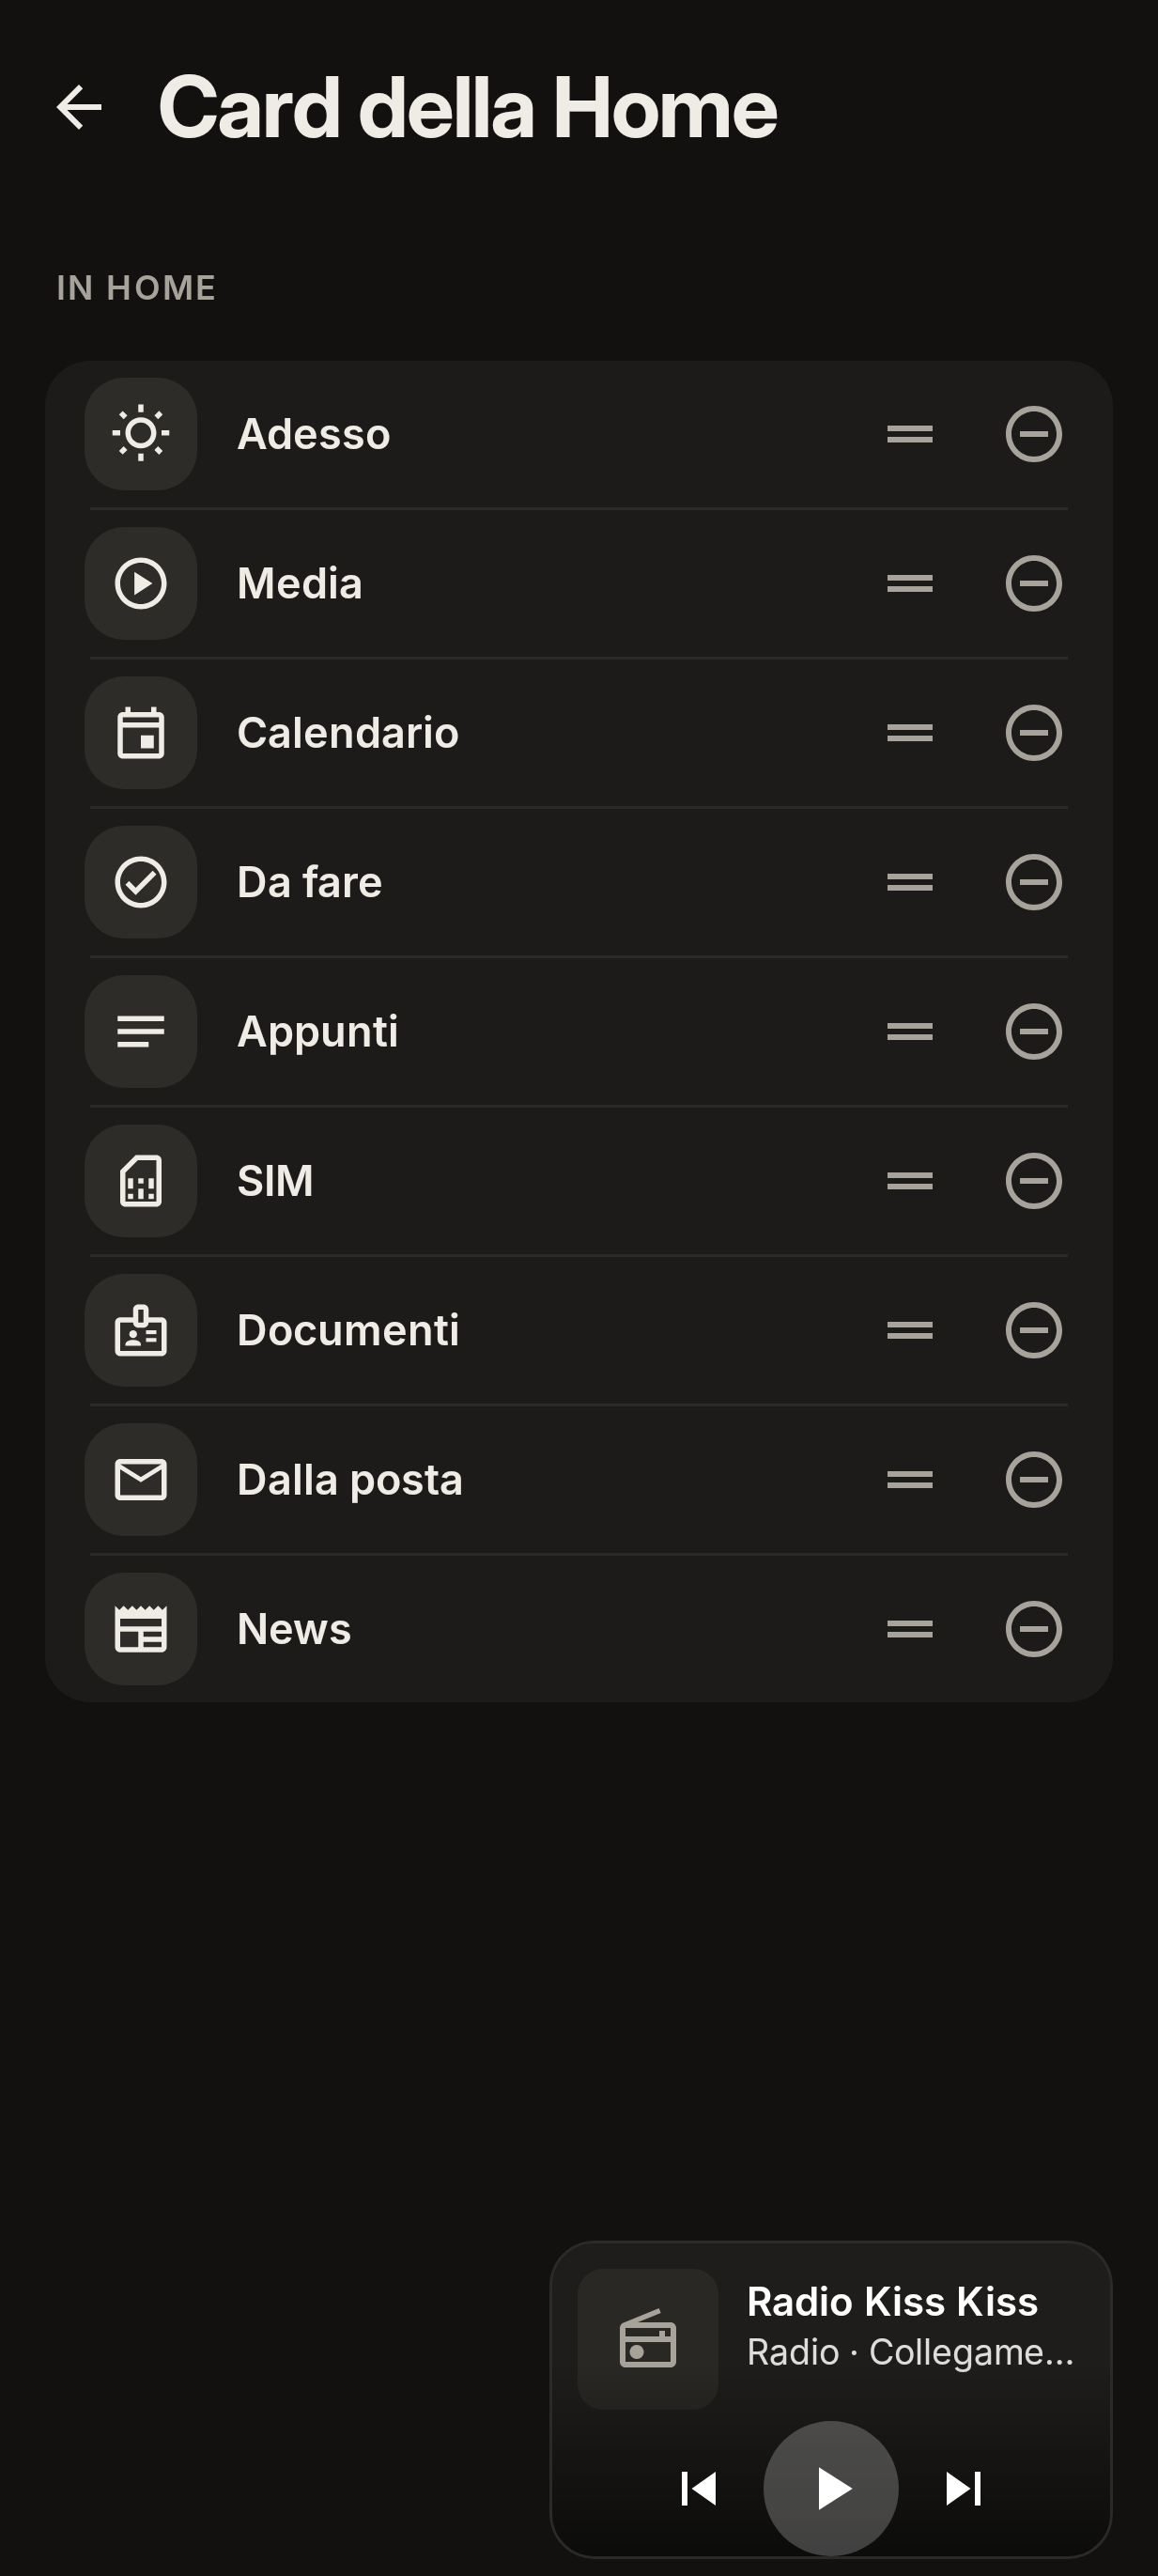 Card della Home
IN HOME
Adesso
Media
Calendario
Da fare
Appunti
SIM
Documenti
Dalla posta
News
Radio Kiss Kiss
Radio · Collegame...